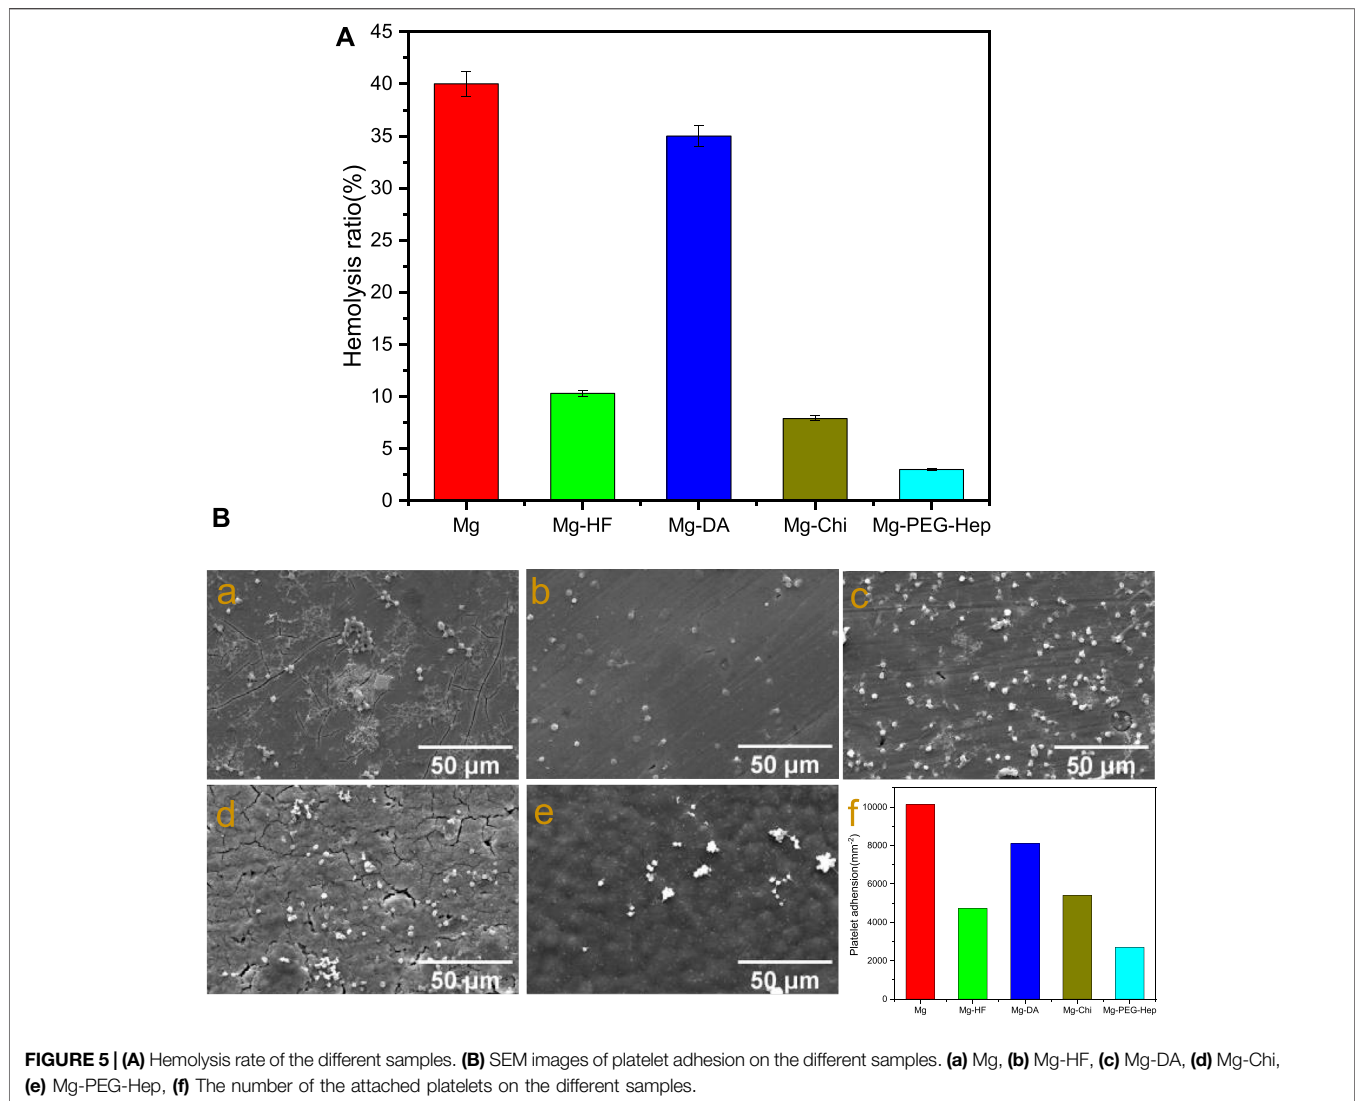 A
45
40
35
30
25
20
15
10
5
0
Hemolysis ratio(%)
Mg Mg-HF Mg-DA Mg-Chi Mg-PEG-Hep
B
a
50 µm
b
50 µm
c
50 µm
d
50 µm
e
50 µm
f
10000
8000
6000
4000
2000
0
Platelet adhension(mm⁻²)
Mg Mg-HF Mg-DA Mg-Chi Mg-PEG-Hep
FIGURE 5 | (A) Hemolysis rate of the different samples. (B) SEM images of platelet adhesion on the different samples. (a) Mg, (b) Mg-HF, (c) Mg-DA, (d) Mg-Chi,
(e) Mg-PEG-Hep, (f) The number of the attached platelets on the different samples.